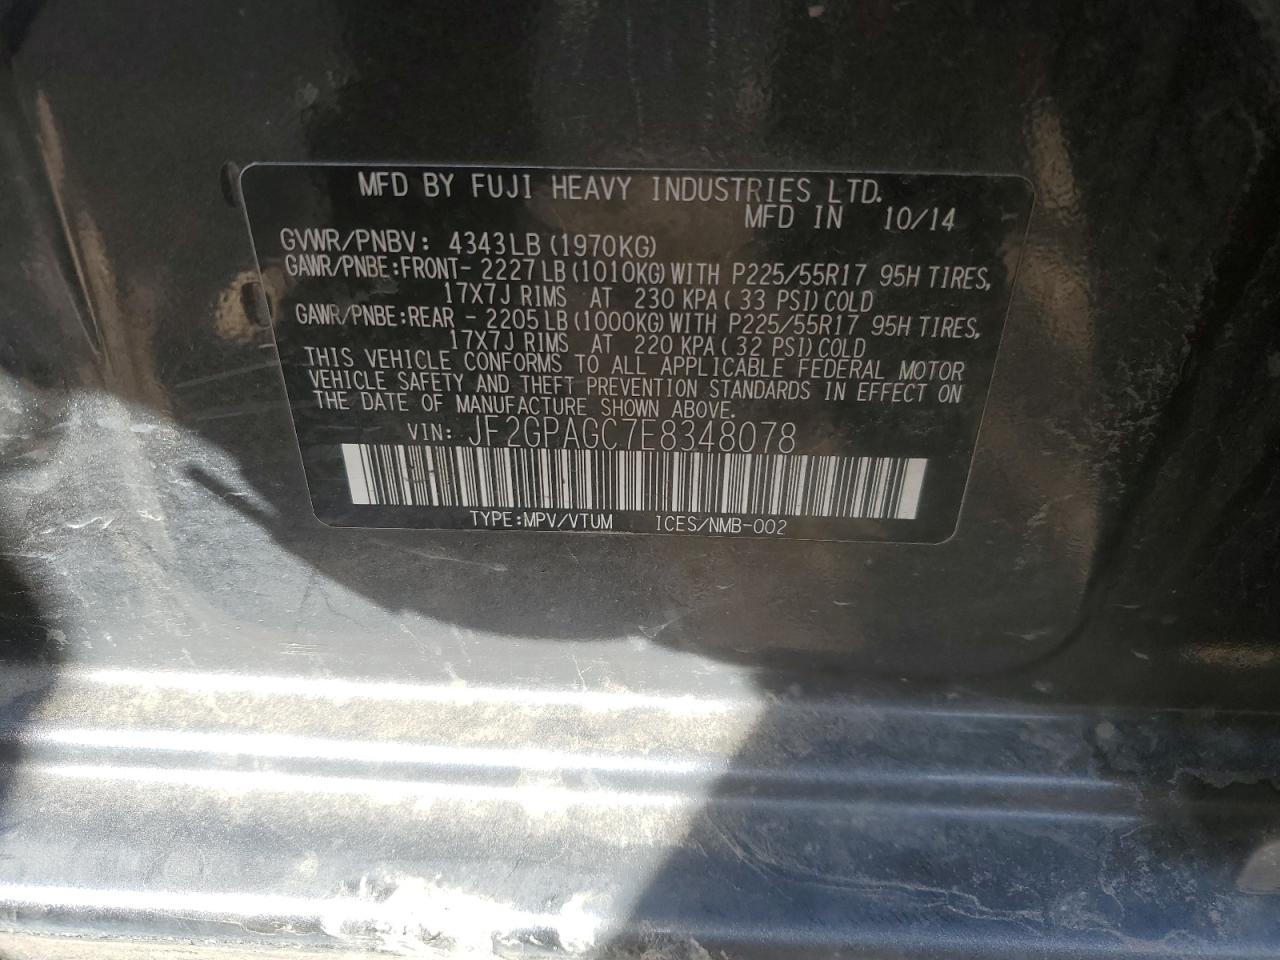 MFD BY FUJI HEAVY INDUSTRIES LTD.
MFD IN 10/14
GVWR/PNBV: 4343LB(1970KG)
GAWR/PNBE:FRONT- 2227LB(1010KG)WITH P225/55R17 95H TIRES,
17X7J RIMS AT 230 KPA(33 PSI)COLD
GAWR/PNBE:REAR - 2205LB(1000KG)WITH P225/55R17 95H TIRES,
17X7J RIMS AT 220 KPA(32 PSI)COLD
THIS VEHICLE CONFORMS TO ALL APPLICABLE FEDERAL MOTOR
VEHICLE SAFETY AND THEFT PREVENTION STANDARDS IN EFFECT ON
THE DATE OF MANUFACTURE SHOWN ABOVE.
VIN: JF2GPAGC7E8348078
TYPE:MPV/VTUM ICES/NMB-002